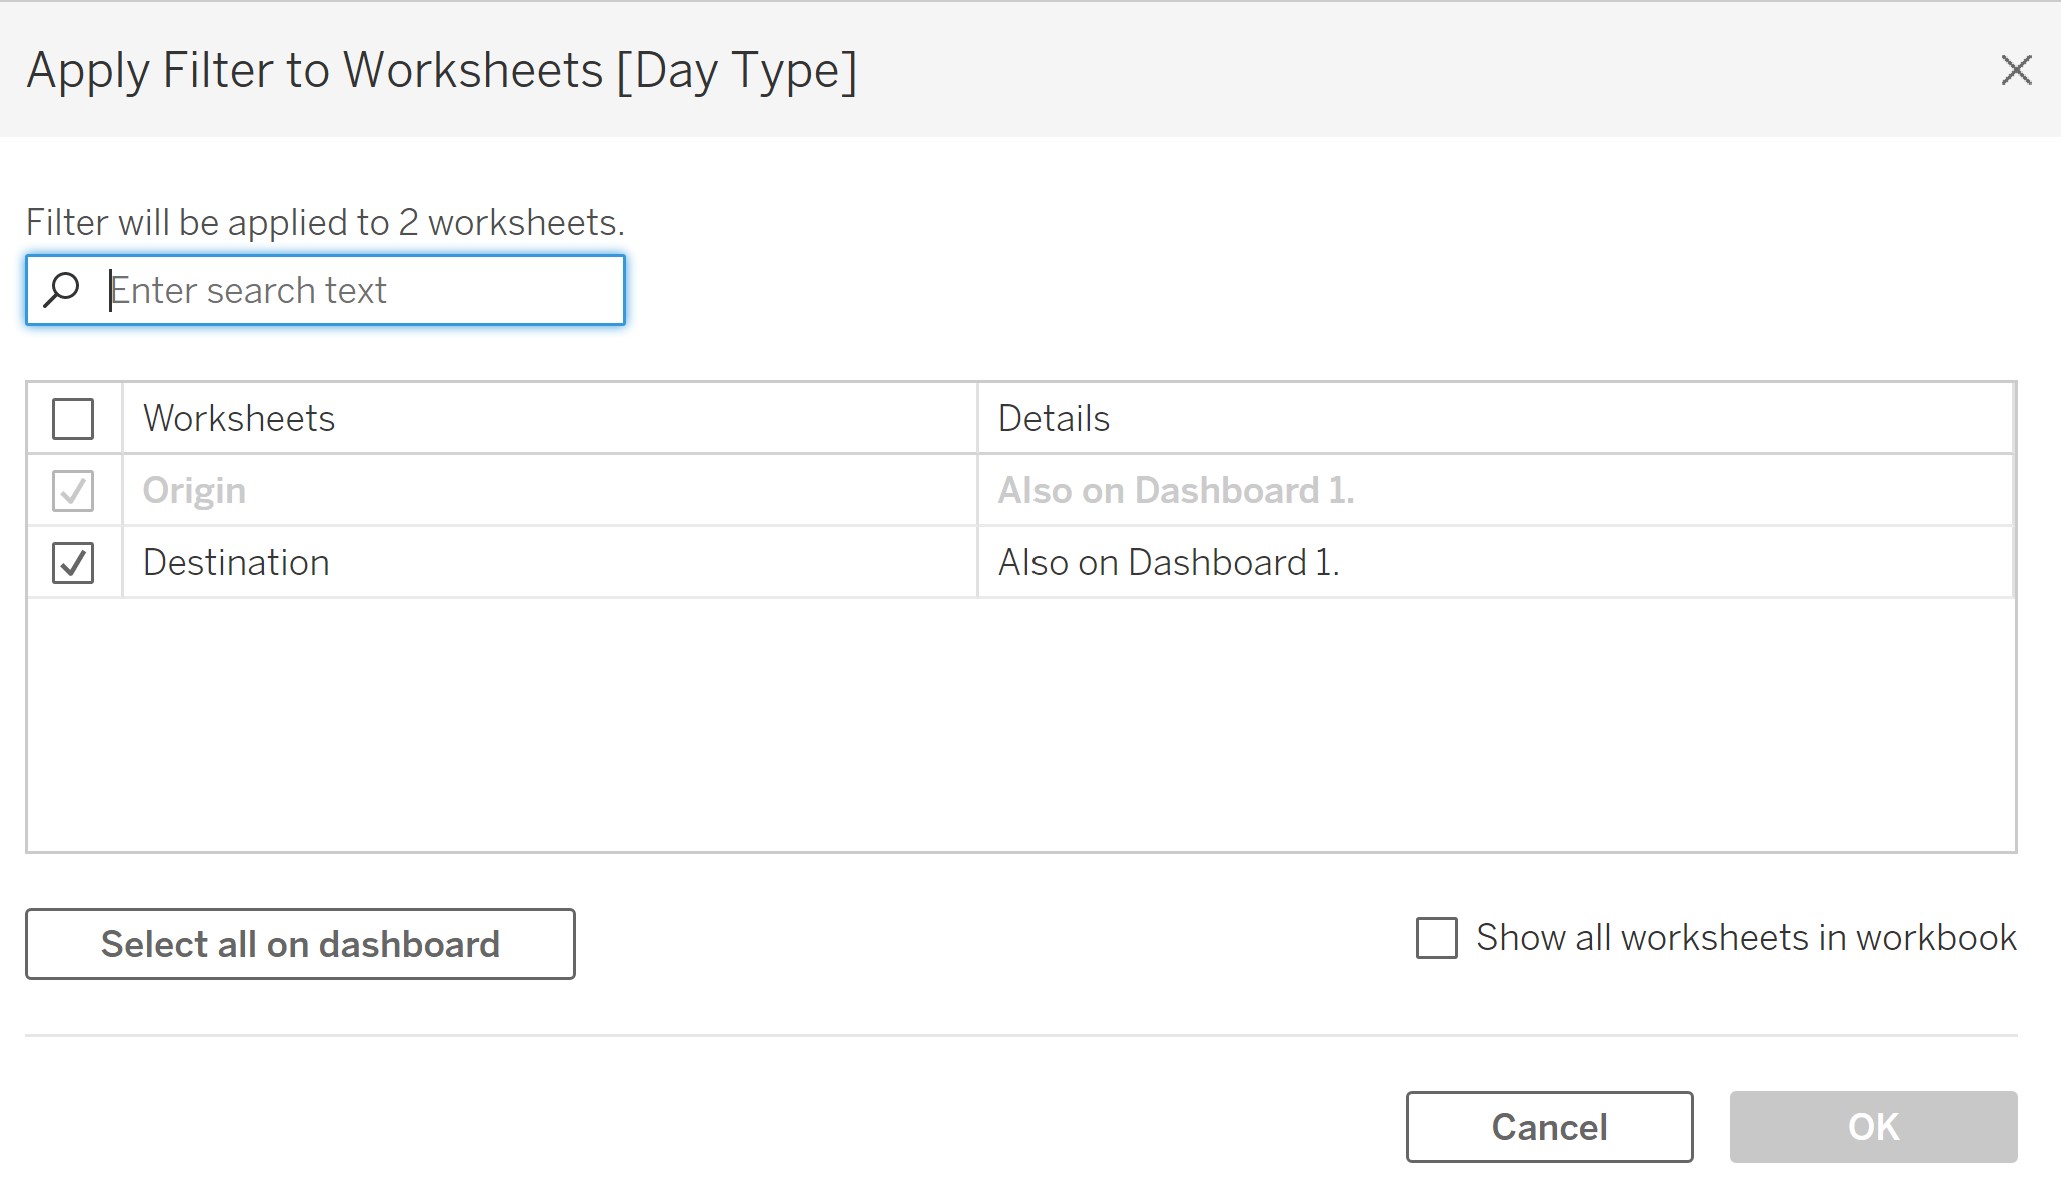 Apply Filter to Worksheets [Day Type]
Filter will be applied to 2 worksheets.
Enter search text
Worksheets Details
Origin Also on Dashboard 1.
Destination Also on Dashboard 1.
Select all on dashboard Show all worksheets in workbook
Cancel OK